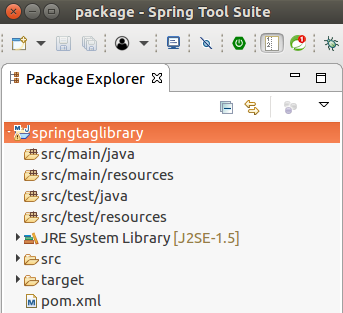 package - Spring Tool Suite
Package Explorer
springtaglibrary
src/main/java
src/main/resources
src/test/java
src/test/resources
JRE System Library [J2SE-1.5]
src
target
pom.xml